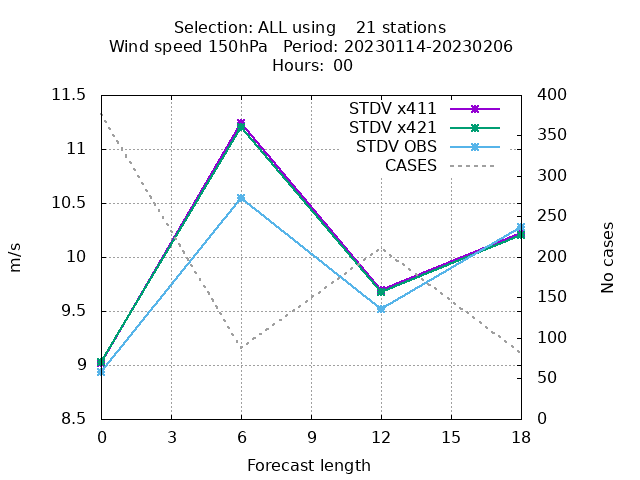 Selection: ALL using    21 stations
Wind speed 150hPa   Period: 20230114-20230206
Hours:  00
m/s
No cases
11.5
11
10.5
10
9.5
9
8.5
400
350
300
250
200
150
100
50
0
STDV x411
STDV x421
STDV OBS
CASES
0 3 6 9 12 15 18
Forecast length